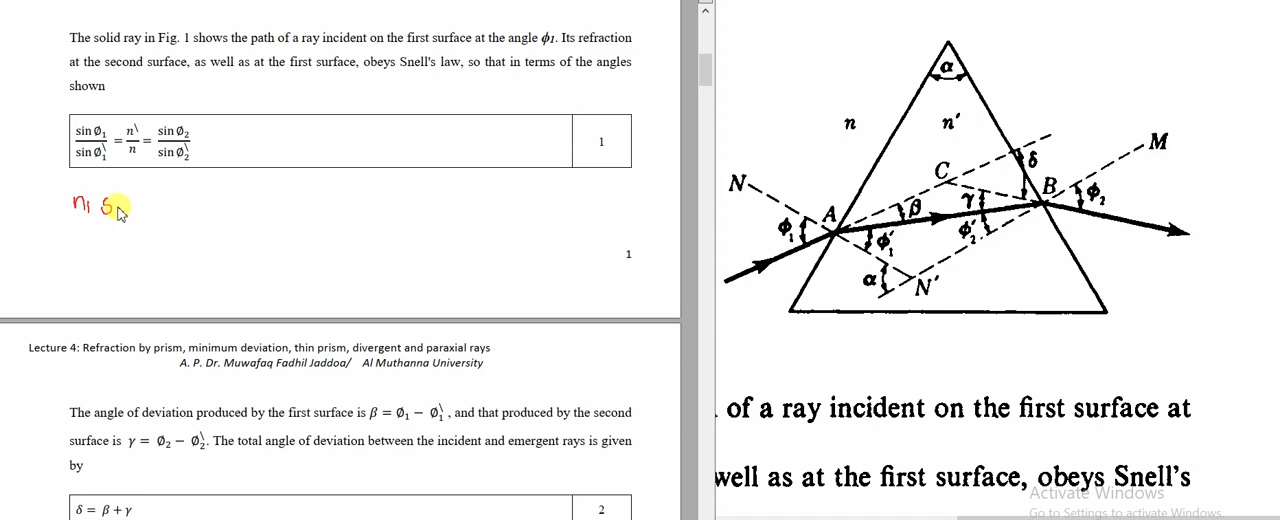 The solid ray in Fig. 1 shows the path of a ray incident on the first surface at the angle ϕ1. Its refraction
at the second surface, as well as at the first surface, obeys Snell's law, so that in terms of the angles
shown
sin Ø1 / sin Ø1\ = n\ / n = sin Ø2 / sin Ø2\
1
n1 s
1
Lecture 4: Refraction by prism, minimum deviation, thin prism, divergent and paraxial rays
A. P. Dr. Muwafaq Fadhil Jaddoa/ Al Muthanna University
The angle of deviation produced by the first surface is β = Ø1 − Ø1\ , and that produced by the second
surface is γ = Ø2 − Ø2\. The total angle of deviation between the incident and emergent rays is given
by
δ = β + γ
2
α
n
n′
M
δ
C
N
B
ϕ2
A
β
γ
ϕ1
ϕ′1
ϕ′2
α
N′
of a ray incident on the first surface at
well as at the first surface, obeys Snell's
Activate Windows
Go to Settings to activate Windows.